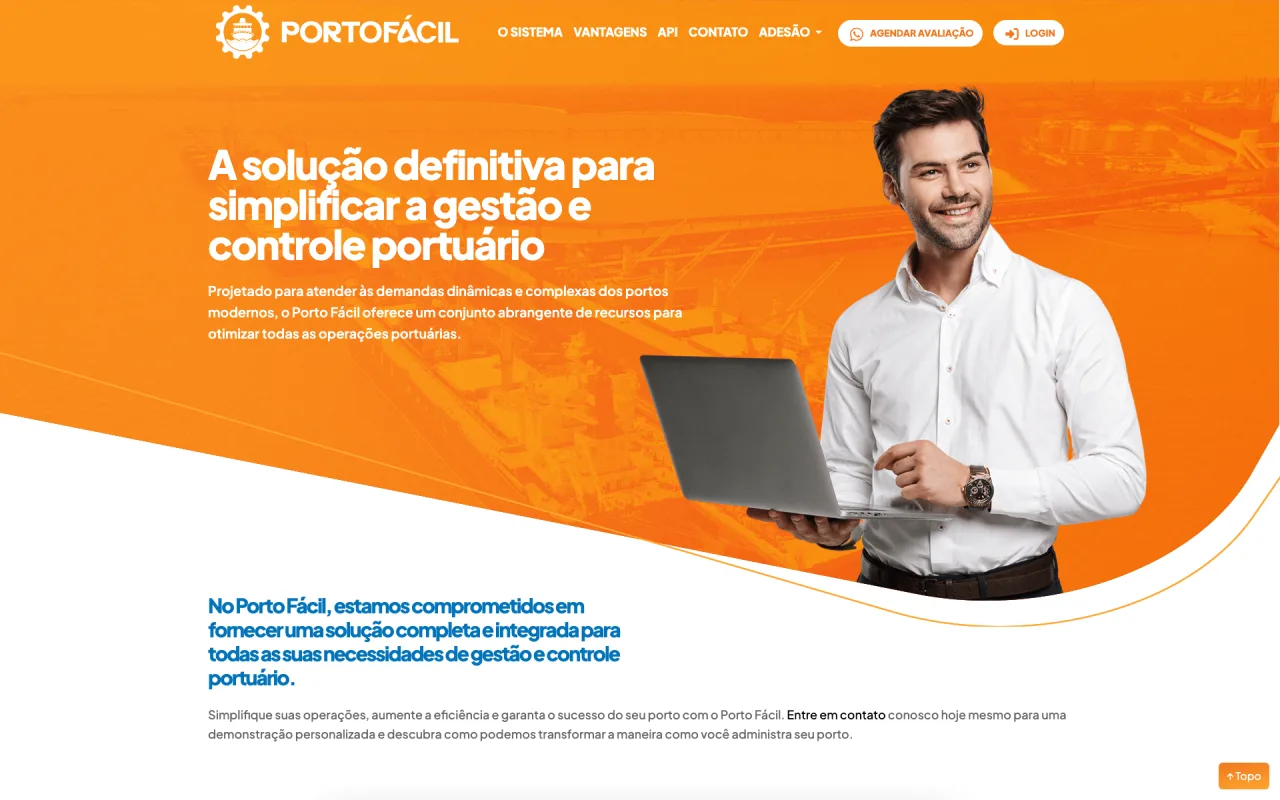 PORTOFÁCIL
O SISTEMA VANTAGENS API CONTATO ADESÃO AGENDAR AVALIAÇÃO LOGIN
A solução definitiva para
simplificar a gestão e
controle portuário
Projetado para atender às demandas dinâmicas e complexas dos portos
modernos, o Porto Fácil oferece um conjunto abrangente de recursos para
otimizar todas as operações portuárias.
No Porto Fácil, estamos comprometidos em
fornecer uma solução completa e integrada para
todas as suas necessidades de gestão e controle
portuário.
Simplifique suas operações, aumente a eficiência e garanta o sucesso do seu porto com o Porto Fácil. Entre em contato conosco hoje mesmo para uma
demonstração personalizada e descubra como podemos transformar a maneira como você administra seu porto.
↑ Topo